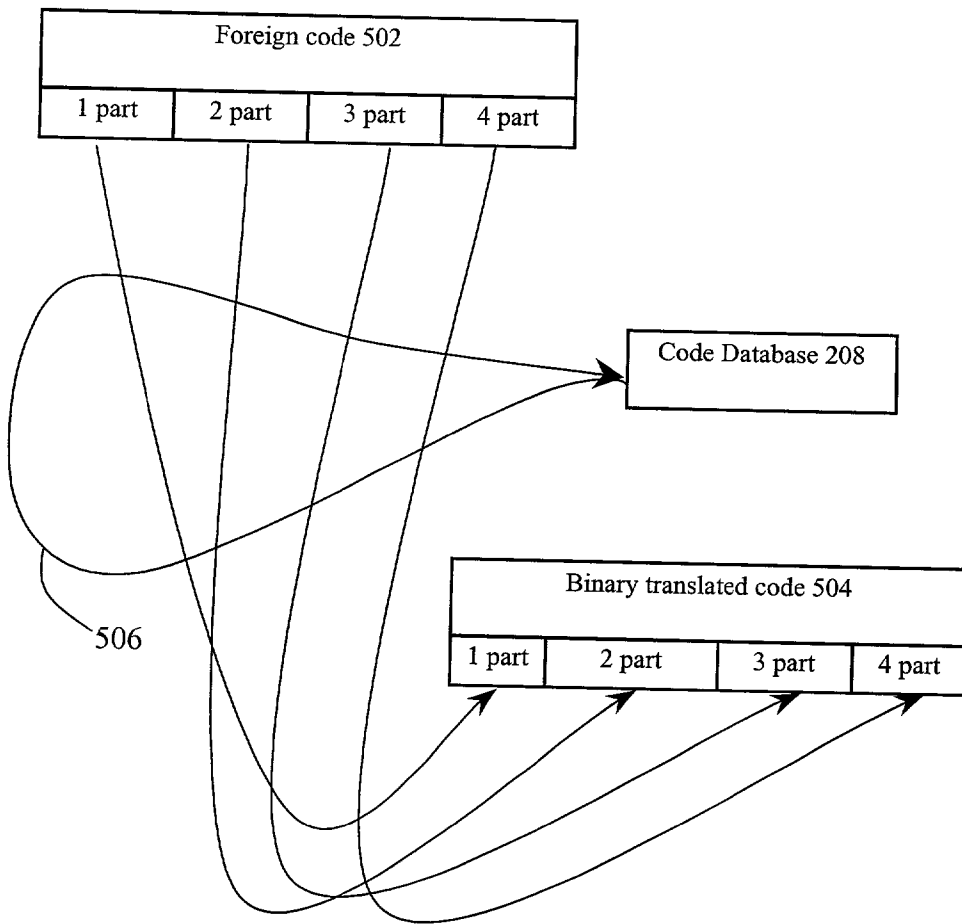 Foreign code 502
1 part 2 part 3 part 4 part
Code Database 208
Binary translated code 504
506
1 part 2 part 3 part 4 part